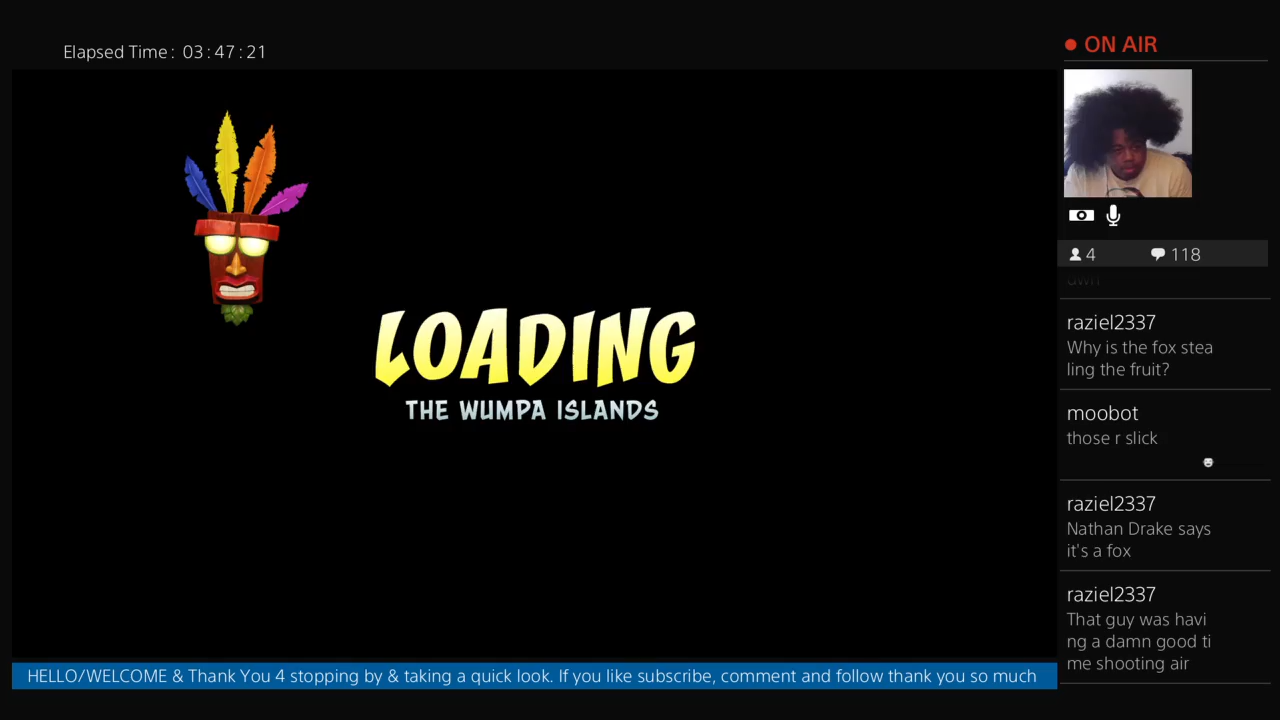 Elapsed Time: 03:47:21
ON AIR
4
118
raziel2337
Why is the fox stea
ling the fruit?
moobot
those r slick
raziel2337
Nathan Drake says
it's a fox
raziel2337
That guy was havi
ng a damn good ti
me shooting air
LOADING
THE WUMPA ISLANDS
HELLO/WELCOME & Thank You 4 stopping by & taking a quick look. If you like subscribe, comment and follow thank you so much